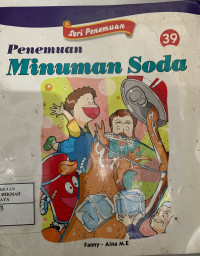 Seri Penemuan
39
Penemuan
Minuman Soda
Fanny - Aina M.E